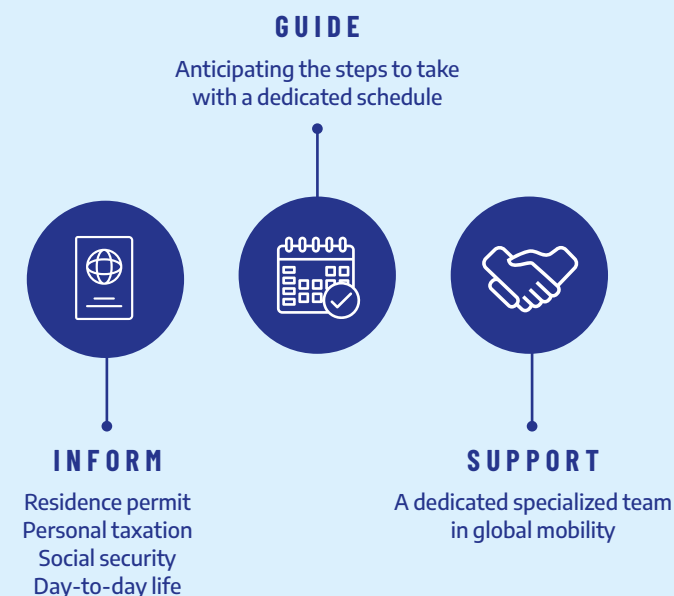 GUIDE
Anticipating the steps to take
with a dedicated schedule
INFORM
Residence permit
Personal taxation
Social security
Day-to-day life
SUPPORT
A dedicated specialized team
in global mobility